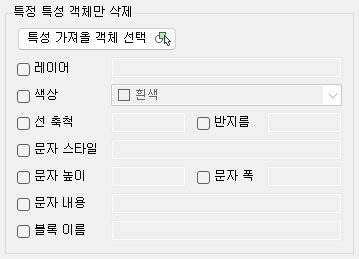 특정 특성 객체만 삭제
특성 가져올 객체 선택
레이어
색상 흰색
선 축척 반지름
문자 스타일
문자 높이 문자 폭
문자 내용
블록 이름